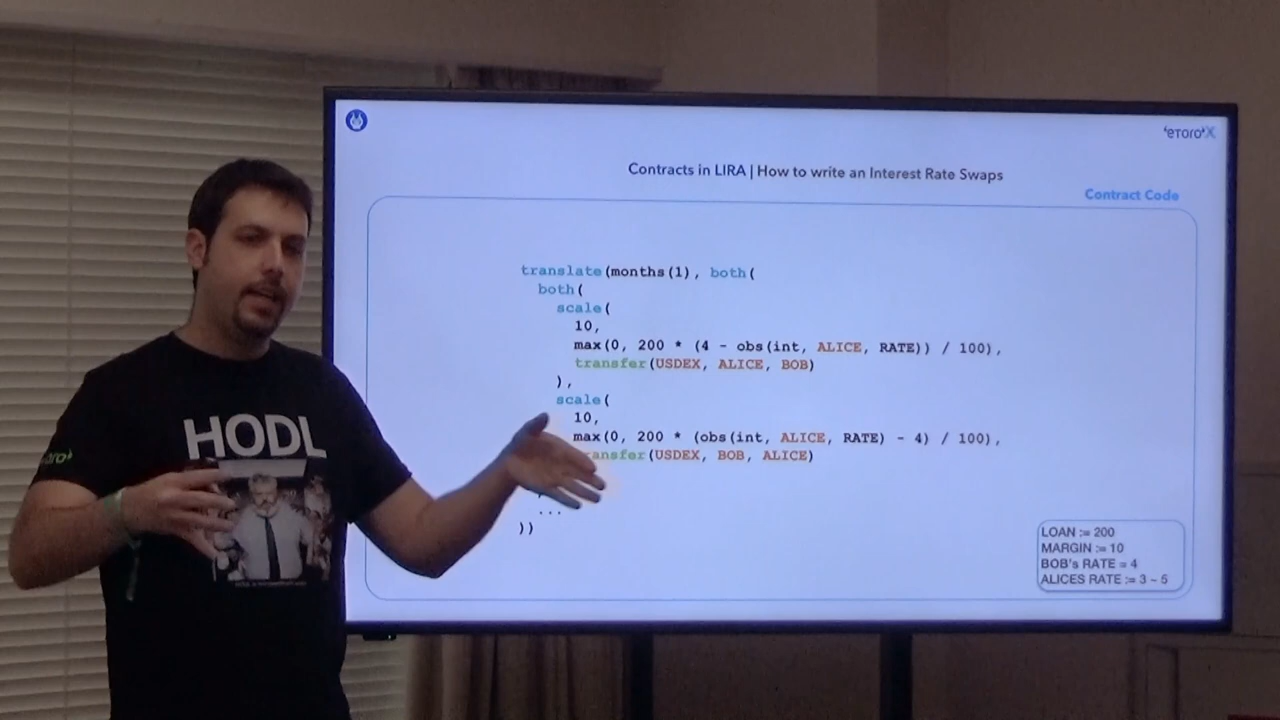 eToroX
Contracts in LIRA | How to write an Interest Rate Swaps
Contract Code
translate(months(1), both(
both(
scale(
10,
max(0, 200 * (4 - obs(int, ALICE, RATE)) / 100),
transfer(USDEX, ALICE, BOB)
),
scale(
10,
max(0, 200 * (obs(int, ALICE, RATE) - 4) / 100),
ansfer(USDEX, BOB, ALICE)
...
))
LOAN := 200
MARGIN := 10
BOB's RATE = 4
ALICES RATE := 3 - 5
HODL